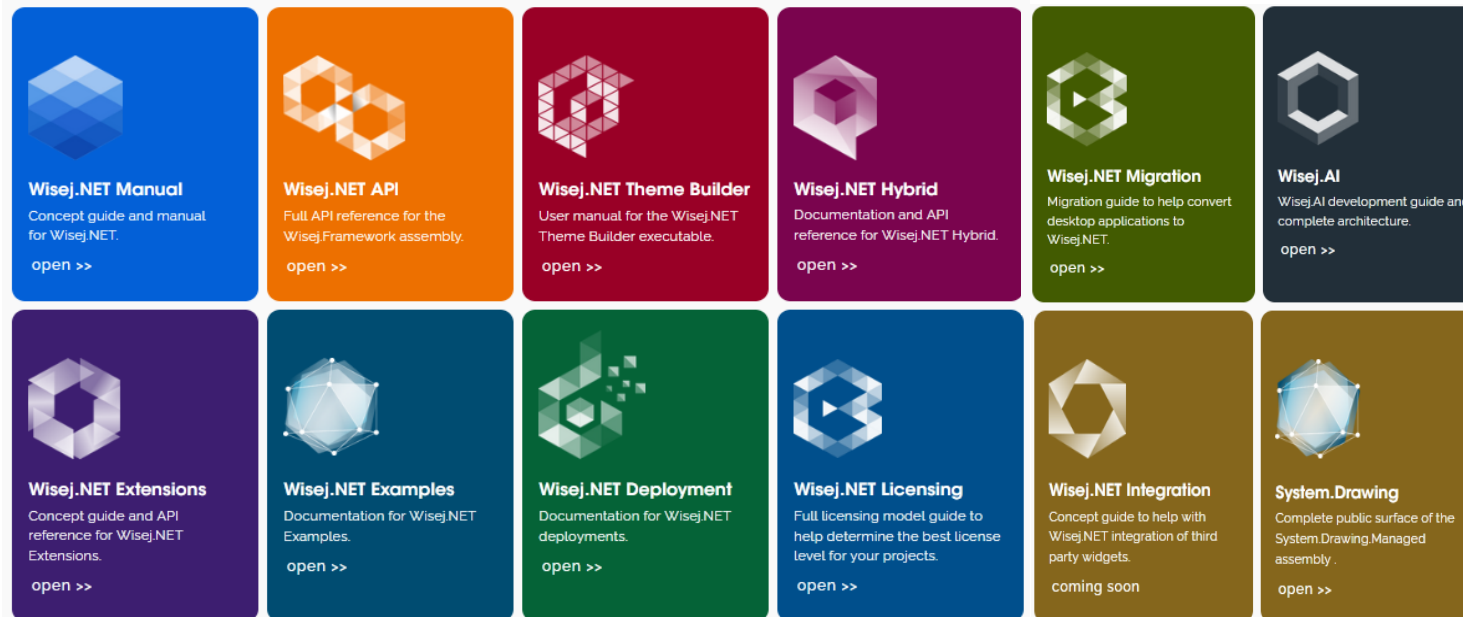 Wisej.NET Manual
Concept guide and manual
for Wisej.NET.
open >>
Wisej.NET API
Full API reference for the
Wisej.Framework assembly.
open >>
Wisej.NET Theme Builder
User manual for the Wisej.NET
Theme Builder executable.
open >>
Wisej.NET Hybrid
Documentation and API
reference for Wisej.NET Hybrid.
open >>
Wisej.NET Migration
Migration guide to help convert
desktop applications to
Wisej.NET.
open >>
Wisej.AI
Wisej.AI development guide and
complete architecture.
open >>
Wisej.NET Extensions
Concept guide and API
reference for Wisej.NET
Extensions.
open >>
Wisej.NET Examples
Documentation for Wisej.NET
Examples.
open >>
Wisej.NET Deployment
Documentation for Wisej.NET
deployments.
open >>
Wisej.NET Licensing
Full licensing model guide to
help determine the best license
level for your projects.
open >>
Wisej.NET Integration
Concept guide to help with
Wisej.NET integration of third
party widgets.
coming soon
System.Drawing
Complete public surface of the
System.Drawing.Managed
assembly .
open >>